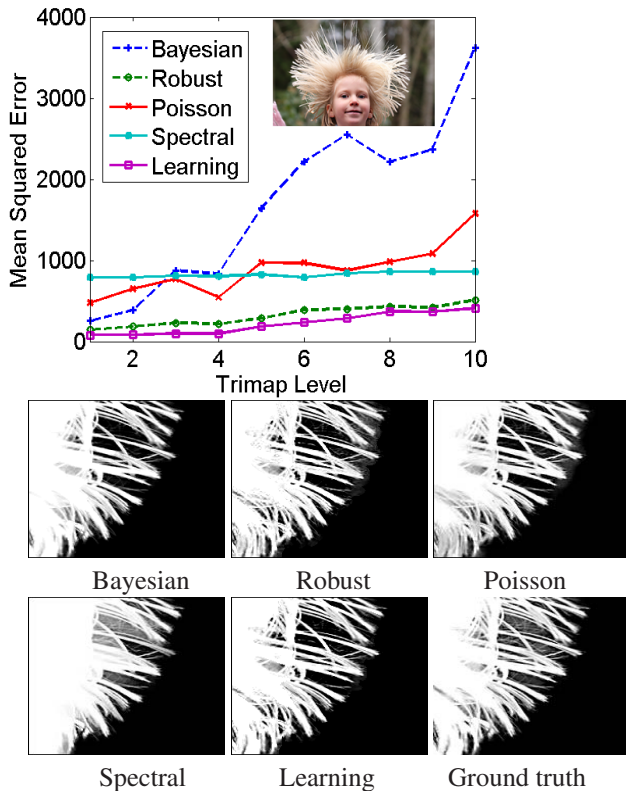 4000
3000
2000
1000
0
Mean Squared Error
Bayesian
Robust
Poisson
Spectral
Learning
2 4 6 8 10
Trimap Level
Bayesian Robust Poisson
Spectral Learning Ground truth